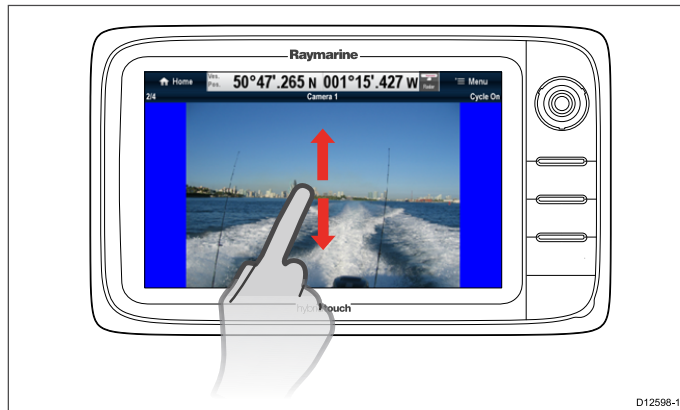 Raymarine
Home
Ves. Pos.
50°47'.265 N 001°15'.427 W
Menu
2/4
Camera 1
Cycle On
hybridtouch
D12598-1